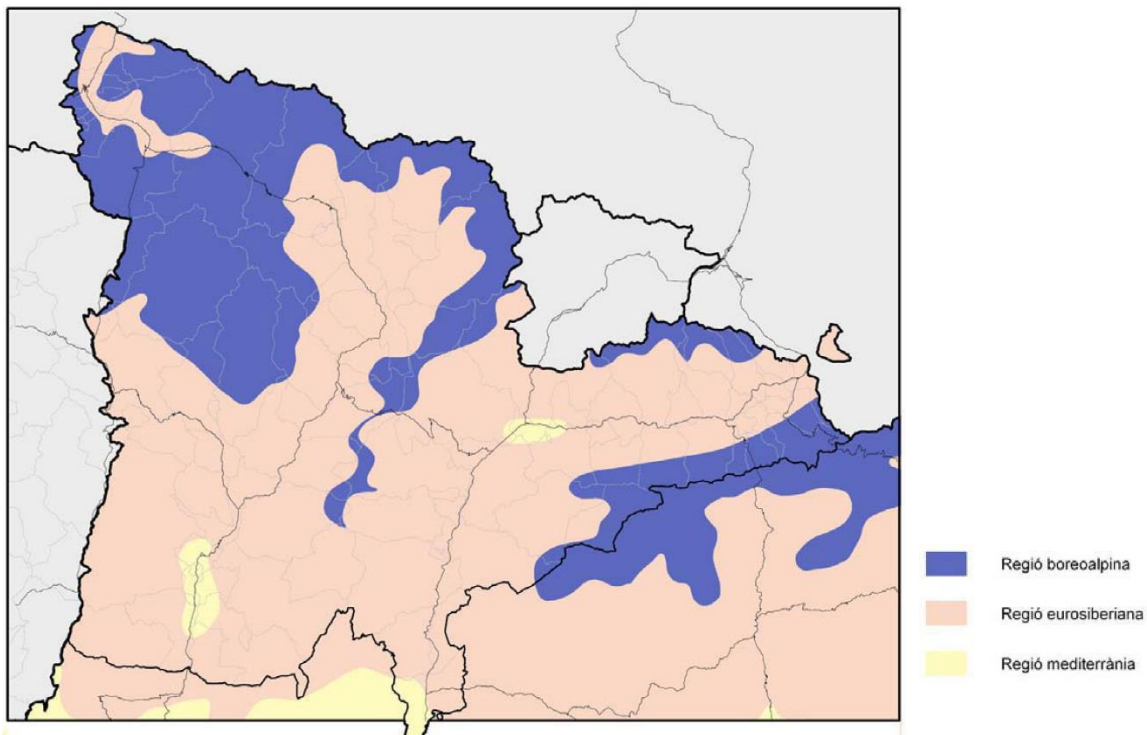 Regió boreoalpina
Regió eurosiberiana
Regió mediterrània